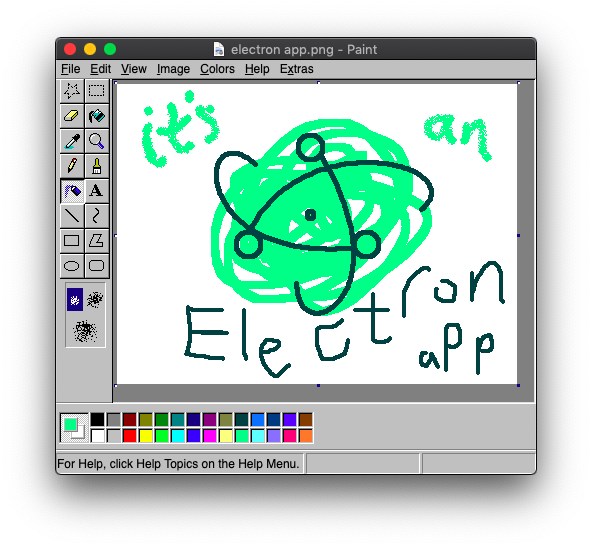 electron app.png - Paint
File Edit View Image Colors Help Extras
A
it's an
Electron
app
For Help, click Help Topics on the Help Menu.